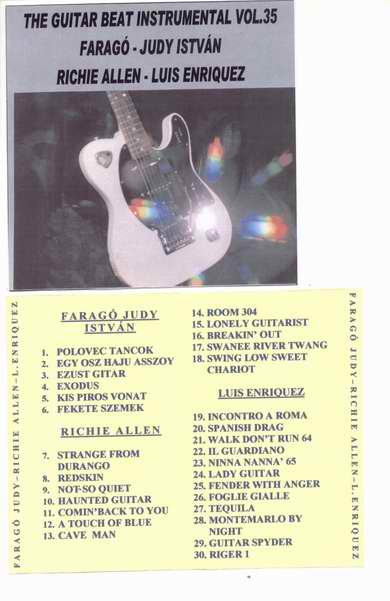 THE GUITAR BEAT INSTRUMENTAL VOL.35
FARAGÓ - JUDY ISTVÁN
RICHIE ALLEN - LUIS ENRIQUEZ
FARAGÓ JUDY-RICHIE ALLEN-L.ENRIQUEZ
FARAGÓ JUDY
ISTVÁN
1. POLOVEC TANCOK
2. EGY OSZ HAJU ASSZOY
3. EZUST GITAR
4. EXODUS
5. KIS PIROS VONAT
6. FEKETE SZEMEK
RICHIE ALLEN
7. STRANGE FROM
DURANGO
8. REDSKIN
9. NOT-SO QUIET
10. HAUNTED GUITAR
11. COMIN'BACK TO YOU
12. A TOUCH OF BLUE
13. CAVE MAN
14. ROOM 304
15. LONELY GUITARIST
16. BREAKIN' OUT
17. SWANEE RIVER TWANG
18. SWING LOW SWEET
CHARIOT
LUIS ENRIQUEZ
19. INCONTRO A ROMA
20. SPANISH DRAG
21. WALK DON'T RUN 64
22. IL GUARDIANO
23. NINNA NANNA' 65
24. LADY GUITAR
25. FENDER WITH ANGER
26. FOGLIE GIALLE
27. TEQUILA
28. MONTEMARLO BY
NIGHT
29. GUITAR SPYDER
30. RIGER 1
FARAGÓ JUDY-RICHIE ALLEN-L.ENRIQUEZ